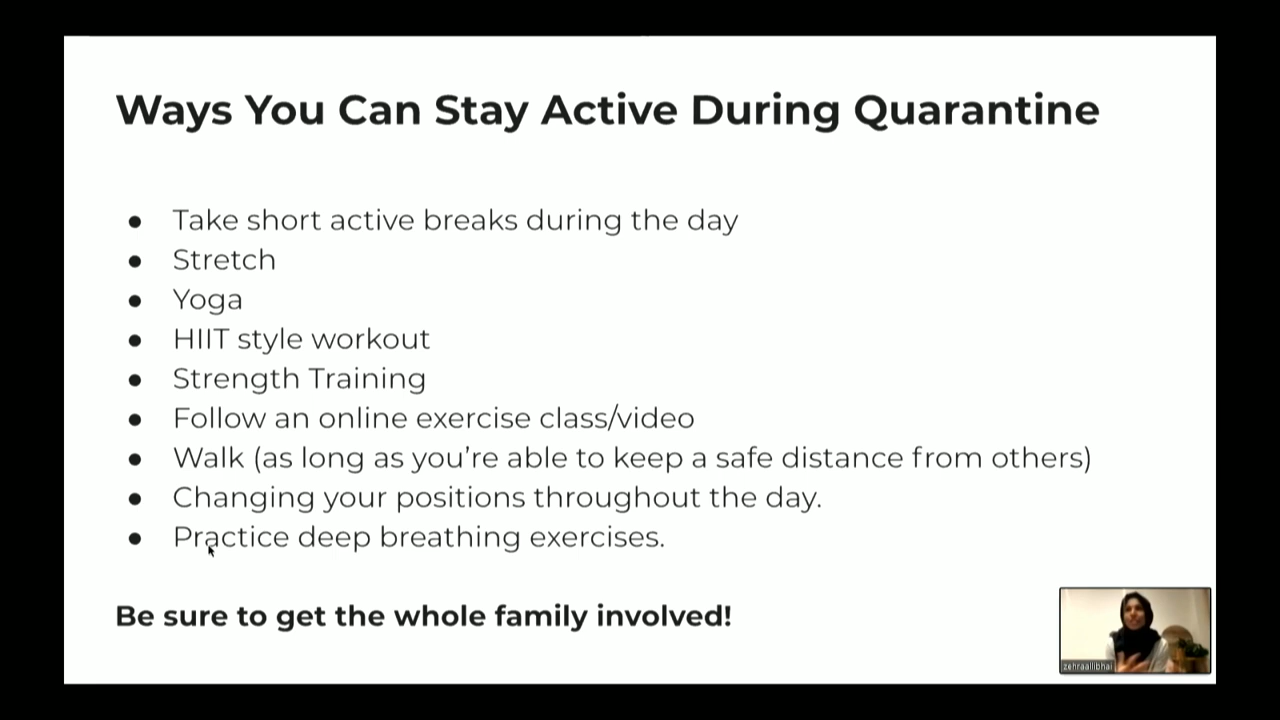 Ways You Can Stay Active During Quarantine
● Take short active breaks during the day
● Stretch
● Yoga
● HIIT style workout
● Strength Training
● Follow an online exercise class/video
● Walk (as long as you’re able to keep a safe distance from others)
● Changing your positions throughout the day.
● Practice deep breathing exercises.
Be sure to get the whole family involved!
zehraallibhai